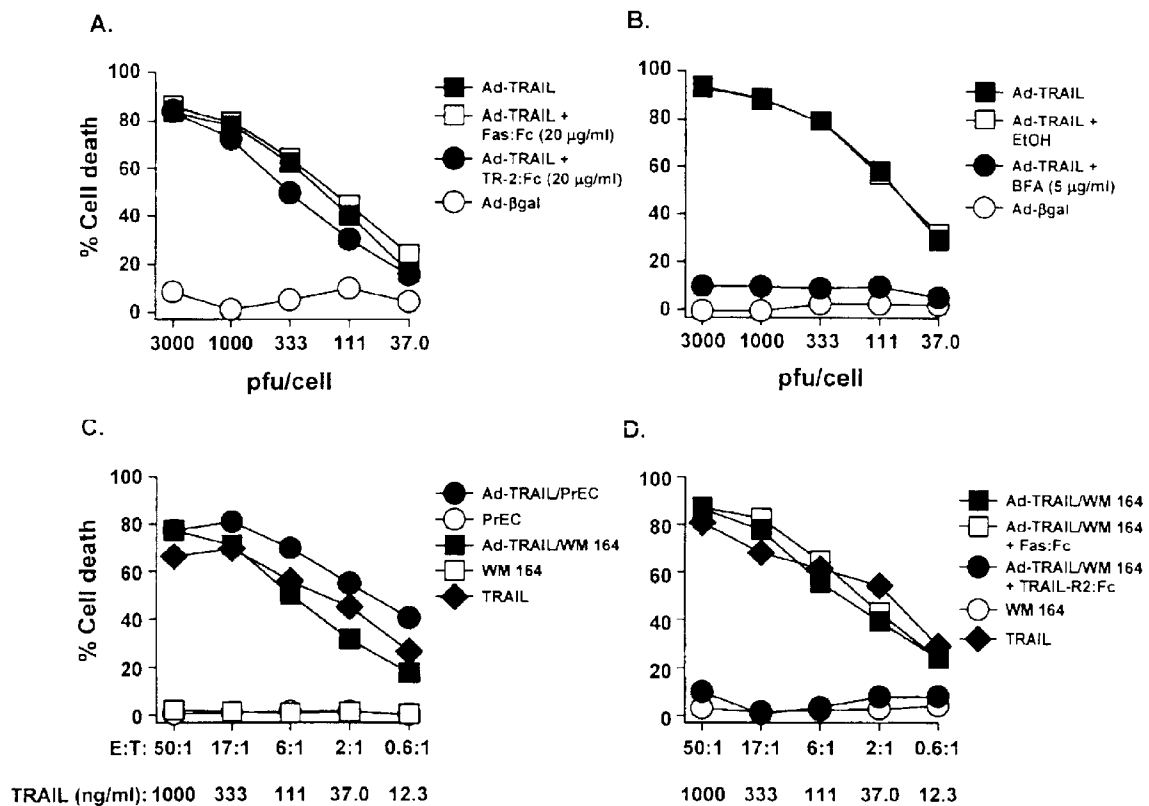 A.
% Cell death
100
80
60
40
20
0
3000 1000 333 111 37.0
pfu/cell
Ad-TRAIL
Ad-TRAIL +
Fas:Fc (20 µg/ml)
Ad-TRAIL +
TR-2:Fc (20 µg/ml)
Ad-βgal
B.
% Cell death
100
80
60
40
20
0
3000 1000 333 111 37.0
pfu/cell
Ad-TRAIL
Ad-TRAIL +
EtOH
Ad-TRAIL +
BFA (5 µg/ml)
Ad-βgal
C.
% Cell death
100
80
60
40
20
0
E:T: 50:1 17:1 6:1 2:1 0.6:1
TRAIL (ng/ml): 1000 333 111 37.0 12.3
Ad-TRAIL/PrEC
PrEC
Ad-TRAIL/WM 164
WM 164
TRAIL
D.
100
80
60
40
20
0
50:1 17:1 6:1 2:1 0.6:1
1000 333 111 37.0 12.3
Ad-TRAIL/WM 164
Ad-TRAIL/WM 164
+ Fas:Fc
Ad-TRAIL/WM 164
+ TRAIL-R2:Fc
WM 164
TRAIL